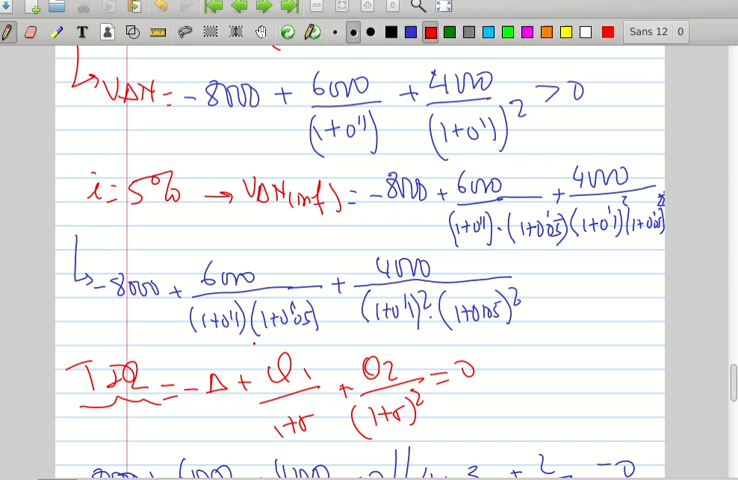 Sans 12 0
VAN = -8000 + 6000/(1+0'1) + 4000/(1+0'1)² > 0
i = 5% → VAN(inf) = -8000 + 6000/((1+0'1)·(1+0'05)) + 4000/((1+0'1)²(1+0'05)²)
-8000 + 6000/((1+0'1)(1+0'05)) + 4000/((1+0'1)²·(1+0'05)²)
TIR = -A + Q1/(1+r) + Q2/(1+r)² = 0